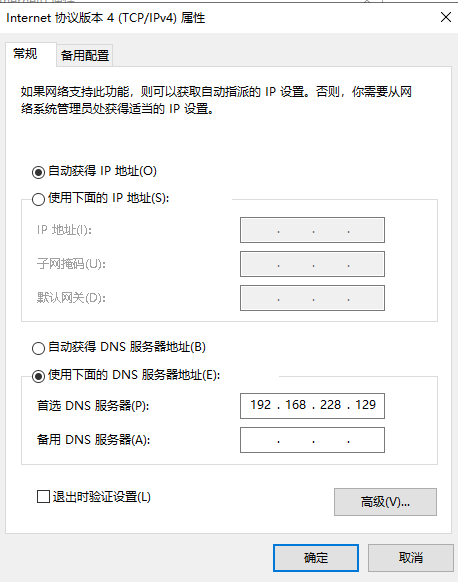 Internet 协议版本 4 (TCP/IPv4) 属性
常规
备用配置
如果网络支持此功能，则可以获取自动指派的 IP 设置。否则，你需要从网
络系统管理员处获得适当的 IP 设置。
自动获得 IP 地址(O)
使用下面的 IP 地址(S):
IP 地址(I):
子网掩码(U):
默认网关(D):
自动获得 DNS 服务器地址(B)
使用下面的 DNS 服务器地址(E):
首选 DNS 服务器(P): 192 . 168 . 228 . 129
备用 DNS 服务器(A):
退出时验证设置(L)
高级(V)...
确定
取消